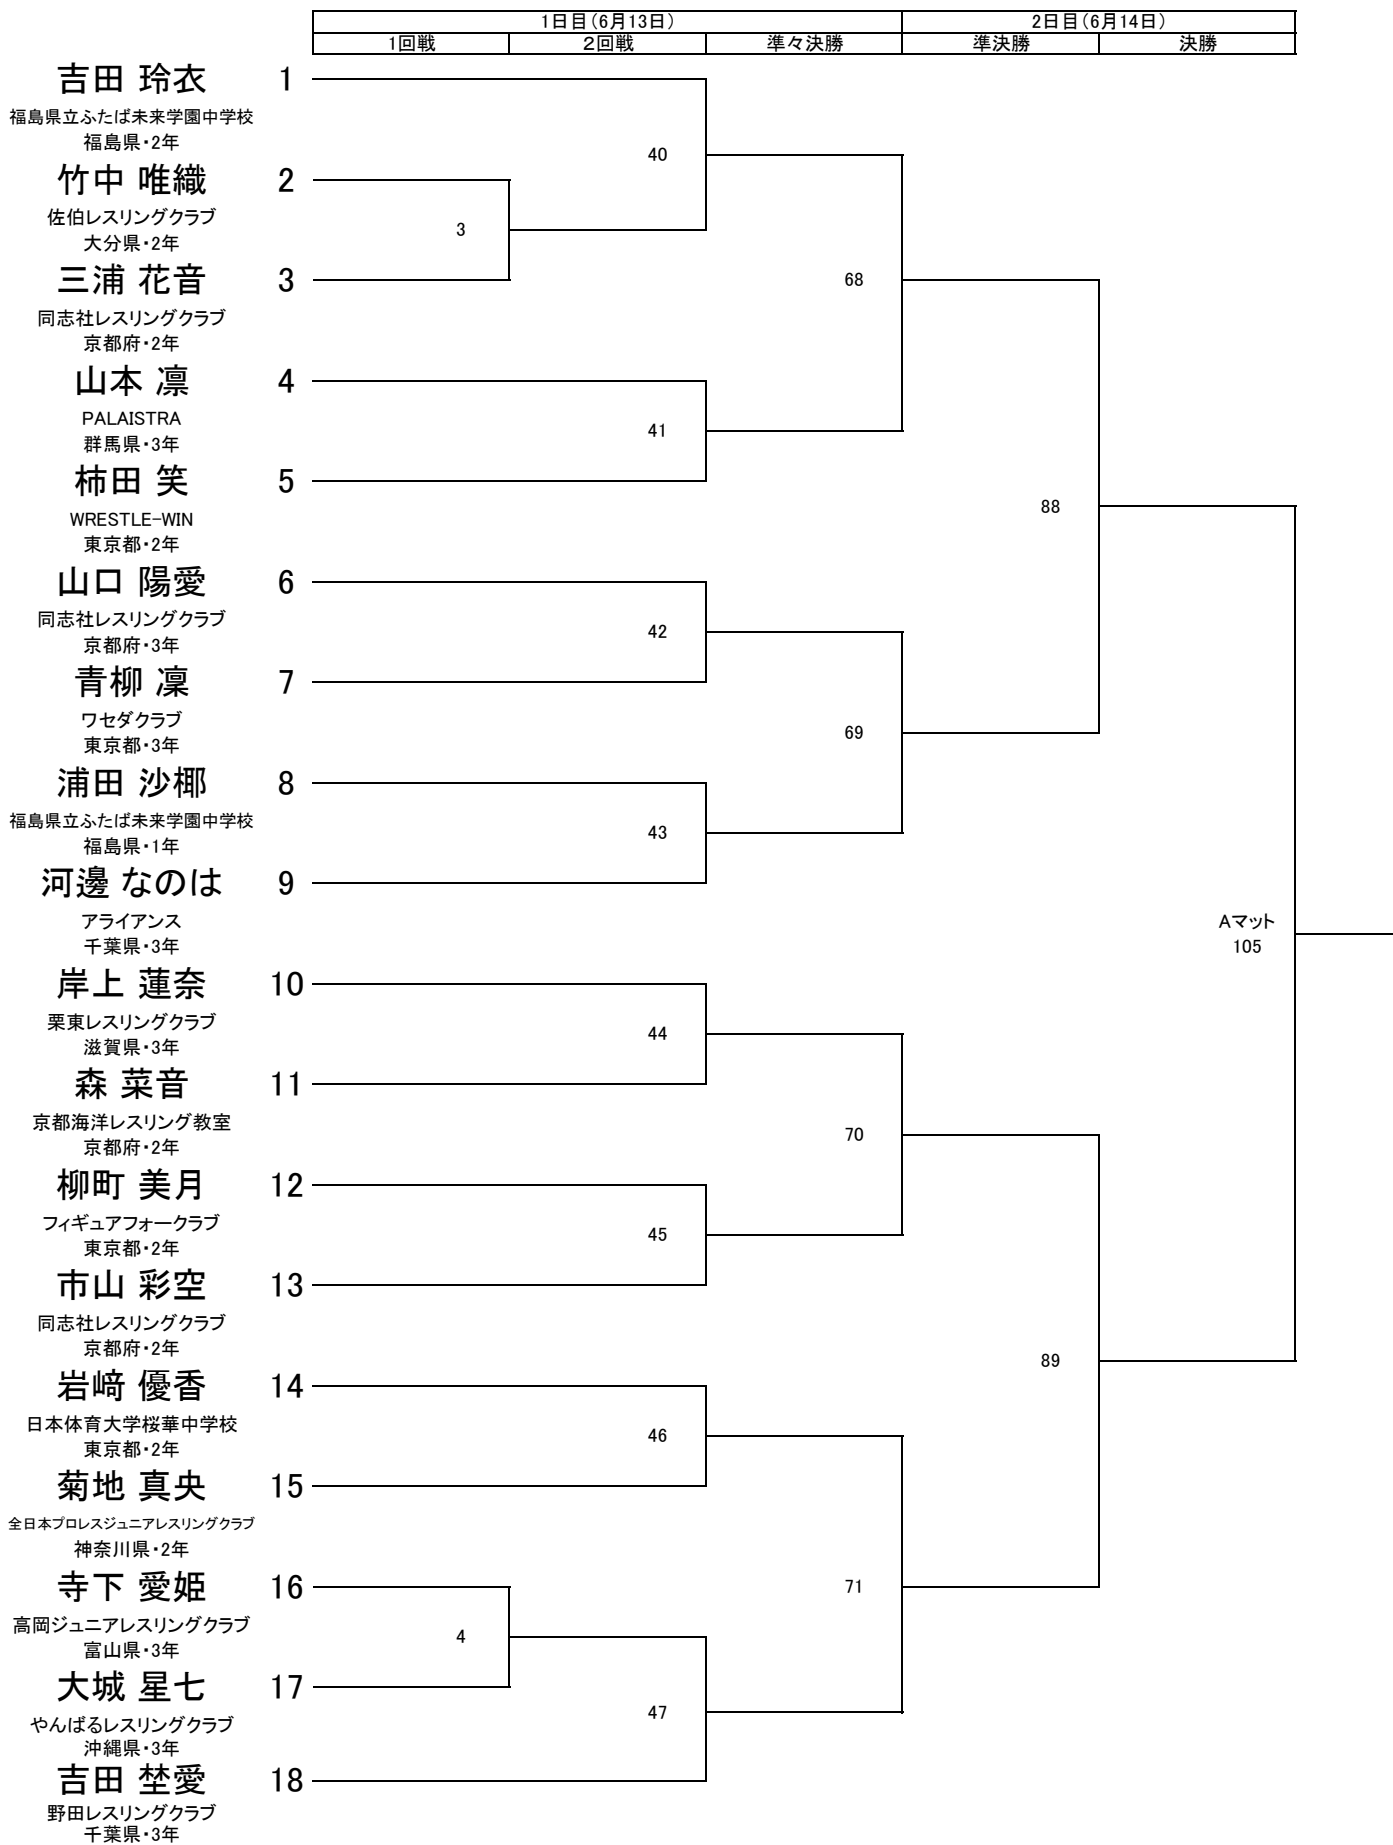 1日目(6月13日) 2日目(6月14日)
1回戦 2回戦 準々決勝 準決勝 決勝
吉田 玲衣 1
福島県立ふたば未来学園中学校
福島県・2年
40
竹中 唯織 2
佐伯レスリングクラブ
大分県・2年
3
三浦 花音 3
68
同志社レスリングクラブ
京都府・2年
山本 凛 4
PALAISTRA
群馬県・3年
41
柿田 笑 5
WRESTLE-WIN
東京都・2年
88
山口 陽愛 6
同志社レスリングクラブ
京都府・3年
42
青柳 凜 7
ワセダクラブ
東京都・3年
69
浦田 沙椰 8
福島県立ふたば未来学園中学校
福島県・1年
43
河邊 なのは 9
アライアンス
千葉県・3年
Aマット
105
岸上 蓮奈 10
栗東レスリングクラブ
滋賀県・3年
44
森 菜音 11
京都海洋レスリング教室
京都府・2年
70
柳町 美月 12
フィギュアフォークラブ
東京都・2年
45
市山 彩空 13
同志社レスリングクラブ
京都府・2年
89
岩﨑 優香 14
日本体育大学桜華中学校
東京都・2年
46
菊地 真央 15
全日本プロレスジュニアレスリングクラブ
神奈川県・2年
寺下 愛姫 16
71
高岡ジュニアレスリングクラブ
富山県・3年
4
大城 星七 17
やんばるレスリングクラブ
沖縄県・3年
47
吉田 埜愛 18
野田レスリングクラブ
千葉県・3年